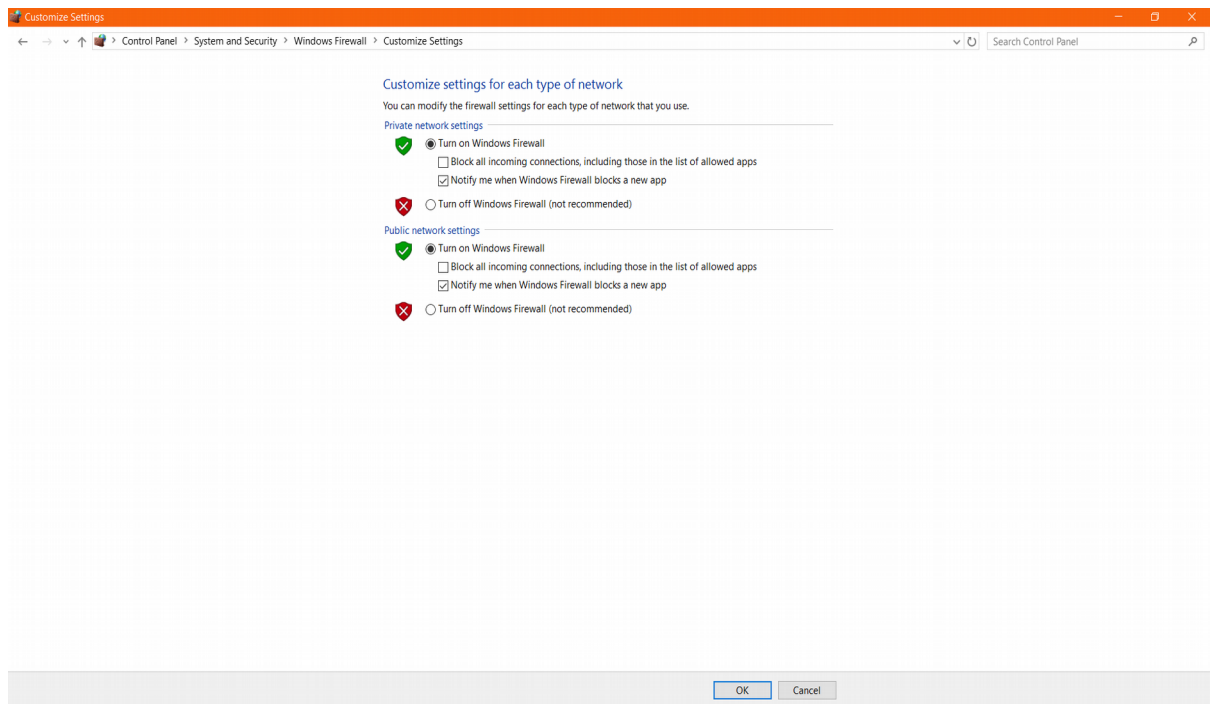 Customize Settings
Control Panel > System and Security > Windows Firewall > Customize Settings
Search Control Panel
Customize settings for each type of network
You can modify the firewall settings for each type of network that you use.
Private network settings
Turn on Windows Firewall
Block all incoming connections, including those in the list of allowed apps
Notify me when Windows Firewall blocks a new app
Turn off Windows Firewall (not recommended)
Public network settings
Turn on Windows Firewall
Block all incoming connections, including those in the list of allowed apps
Notify me when Windows Firewall blocks a new app
Turn off Windows Firewall (not recommended)
OK Cancel